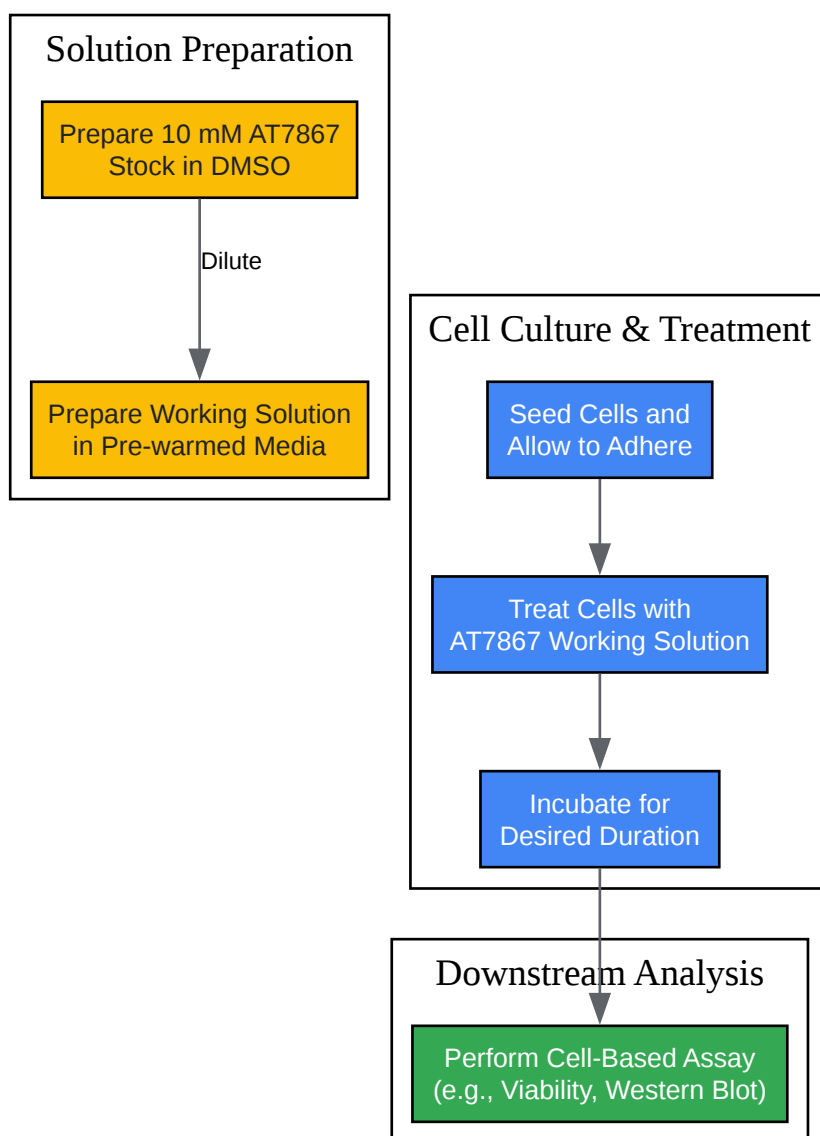 Solution Preparation
Prepare 10 mM AT7867
Stock in DMSO
Dilute
Prepare Working Solution
in Pre-warmed Media
Cell Culture & Treatment
Seed Cells and
Allow to Adhere
Treat Cells with
AT7867 Working Solution
Incubate for
Desired Duration
Downstream Analysis
Perform Cell-Based Assay
(e.g., Viability, Western Blot)